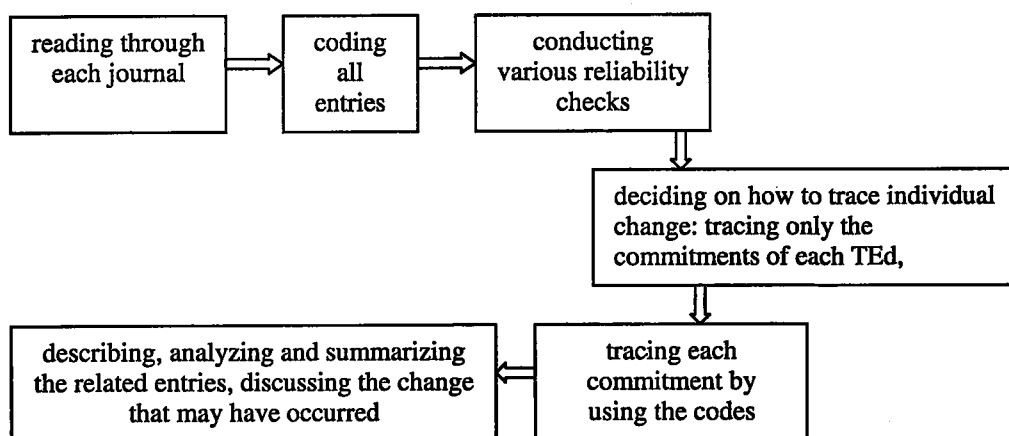 reading through
each journal
coding
all
entries
conducting
various reliability
checks
deciding on how to trace individual
change: tracing only the
commitments of each TEd,
tracing each
commitment by
using the codes
describing, analyzing and summarizing
the related entries, discussing the change
that may have occurred